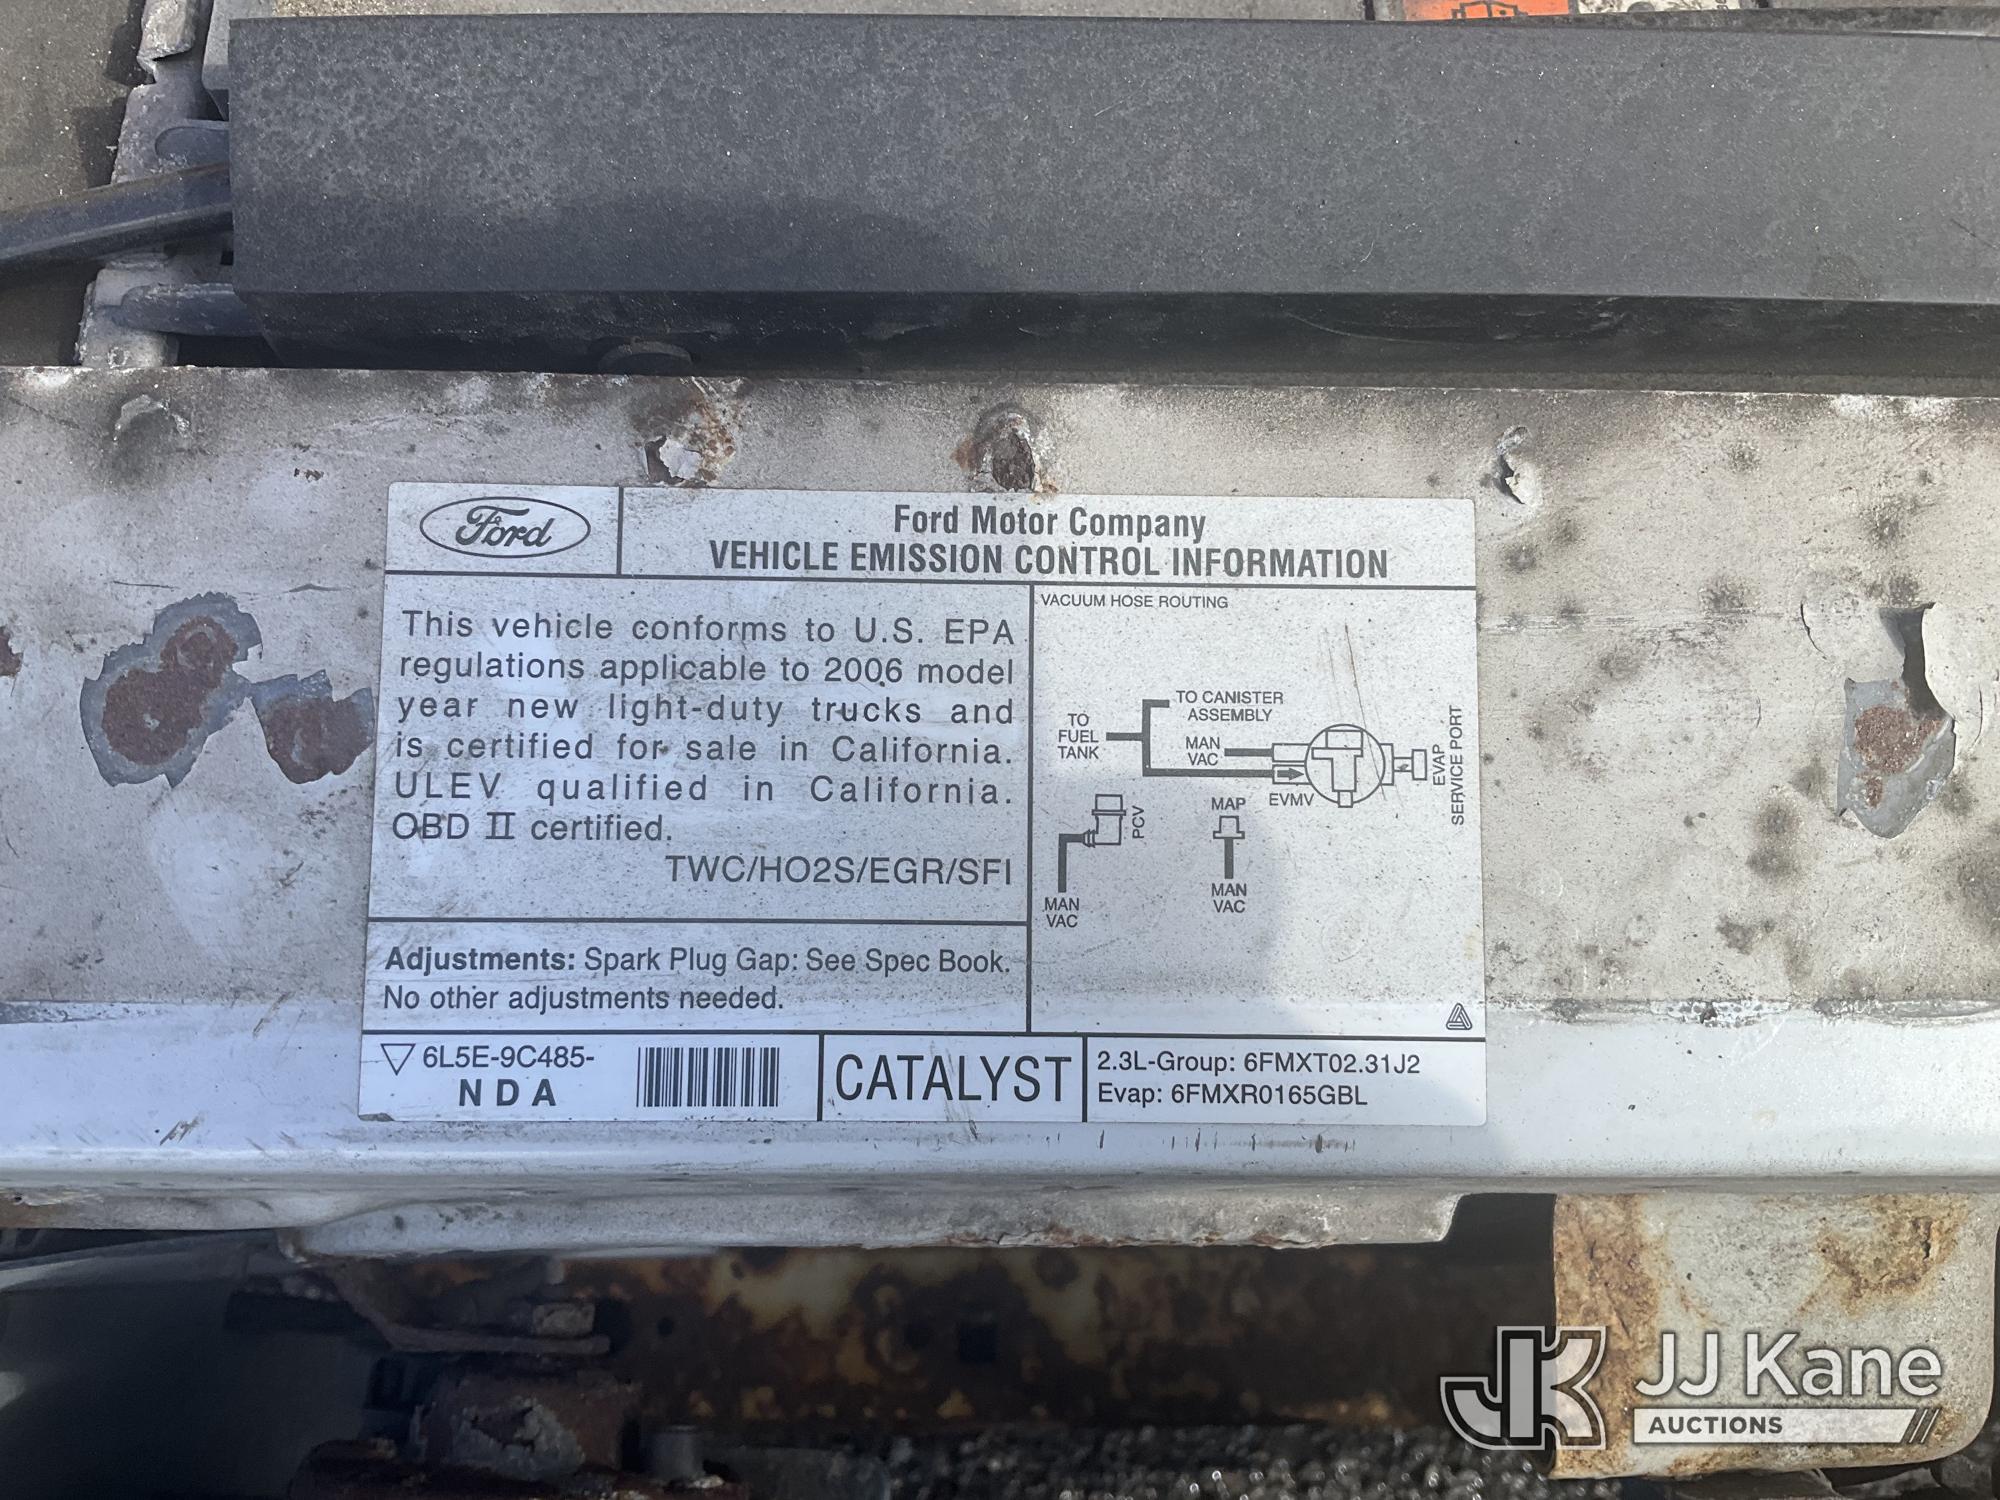 Ford
Ford Motor Company
VEHICLE EMISSION CONTROL INFORMATION
This vehicle conforms to U.S. EPA
regulations applicable to 2006 model
year new light-duty trucks and
is certified for sale in California.
ULEV qualified in California.
OBD II certified.
TWC/HO2S/EGR/SFI
Adjustments: Spark Plug Gap: See Spec Book.
No other adjustments needed.
VACUUM HOSE ROUTING
TO CANISTER
ASSEMBLY
TO
FUEL
TANK
MAN
VAC
EVMV
EVAP
SERVICE PORT
PCV
MAP
MAN
VAC
MAN
VAC
6L5E-9C485-
NDA
CATALYST
2.3L-Group: 6FMXT02.31J2
Evap: 6FMXR0165GBL
JK
JJ Kane
AUCTIONS